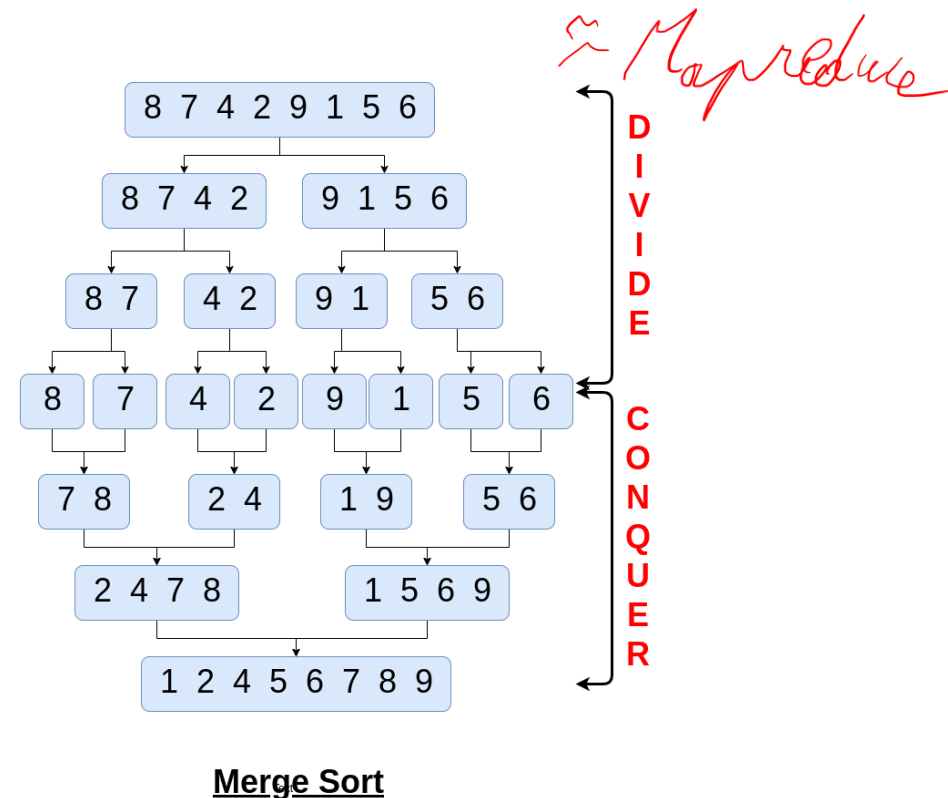 ≈ Mapreduce
8 7 4 2 9 1 5 6
8 7 4 2
9 1 5 6
8 7
4 2
9 1
5 6
8
7
4
2
9
1
5
6
7 8
2 4
1 9
5 6
2 4 7 8
1 5 6 9
1 2 4 5 6 7 8 9
DIVIDE
CONQUER
Merge Sort